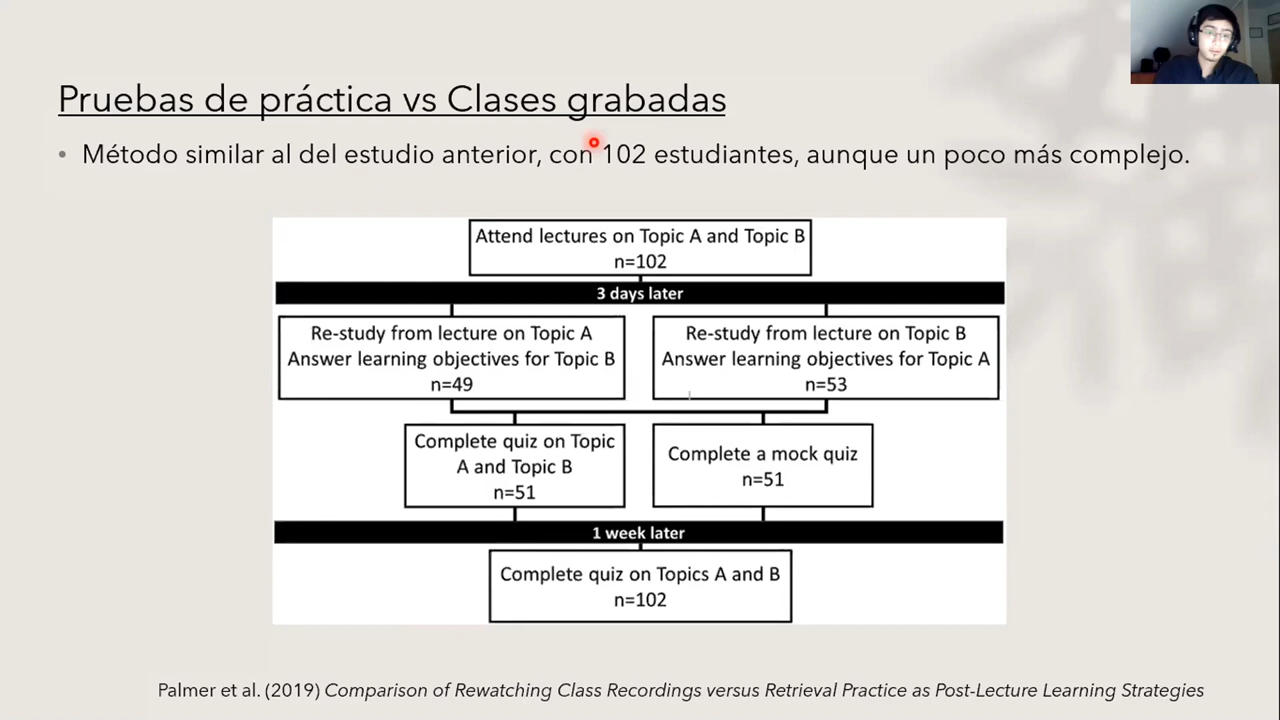 Pruebas de práctica vs Clases grabadas
• Método similar al del estudio anterior, con 102 estudiantes, aunque un poco más complejo.
Attend lectures on Topic A and Topic B
n=102
3 days later
Re-study from lecture on Topic A
Answer learning objectives for Topic B
n=49
Re-study from lecture on Topic B
Answer learning objectives for Topic A
n=53
Complete quiz on Topic
A and Topic B
n=51
Complete a mock quiz
n=51
1 week later
Complete quiz on Topics A and B
n=102
Palmer et al. (2019) Comparison of Rewatching Class Recordings versus Retrieval Practice as Post-Lecture Learning Strategies